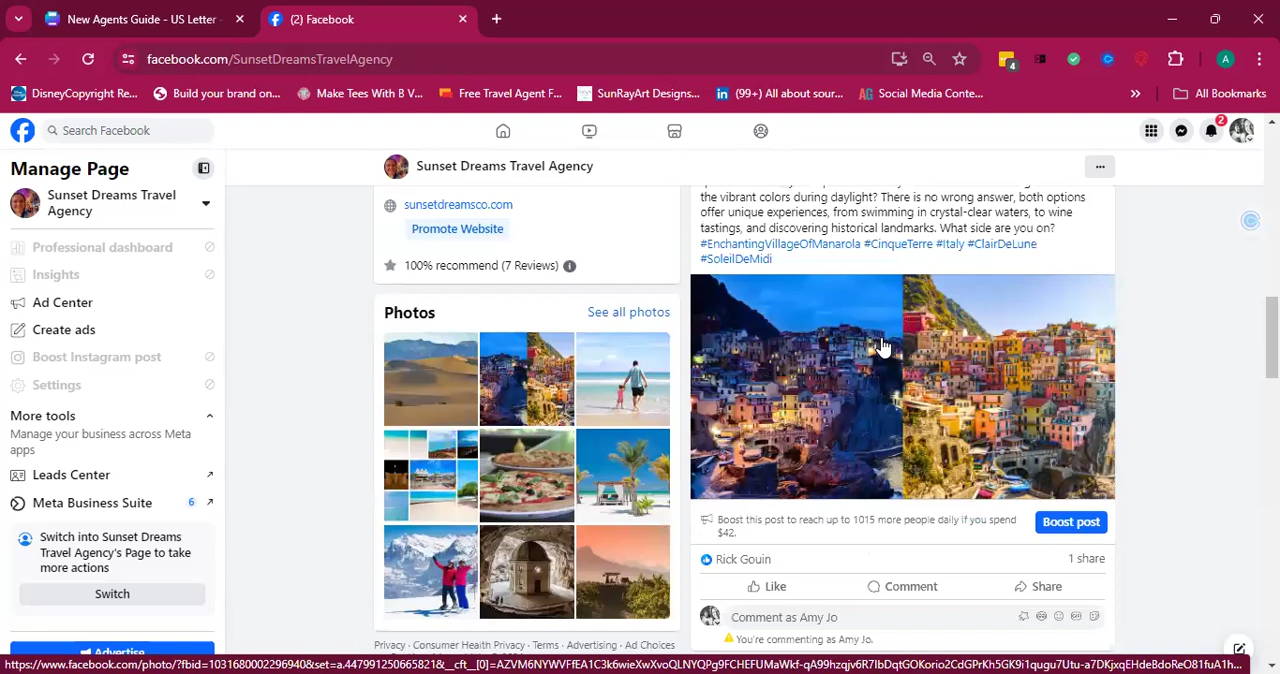 New Agents Guide - US Letter
(2) Facebook
facebook.com/SunsetDreamsTravelAgency
4
A
DisneyCopyright Re...
Build your brand on...
Make Tees With B V...
Free Travel Agent F...
SunRayArt Designs...
(99+) All about sour...
AG Social Media Conte...
All Bookmarks
Search Facebook
2
Manage Page
Sunset Dreams Travel
Agency
Professional dashboard
Insights
Ad Center
Create ads
Boost Instagram post
Settings
More tools
Manage your business across Meta
apps
Leads Center
Meta Business Suite 6
Switch into Sunset Dreams
Travel Agency's Page to take
more actions
Switch
Advertise
Sunset Dreams Travel Agency
sunsetdreamsco.com
Promote Website
100% recommend (7 Reviews)
Photos
See all photos
Privacy · Consumer Health Privacy · Terms · Advertising · Ad Choices
the vibrant colors during daylight? There is no wrong answer, both options
offer unique experiences, from swimming in crystal-clear waters, to wine
tastings, and discovering historical landmarks. What side are you on?
#EnchantingVillageOfManarola #CinqueTerre #Italy #ClairDeLune
#SoleilDeMidi
Boost this post to reach up to 1015 more people daily if you spend
$42.
Boost post
Rick Gouin
1 share
Like
Comment
Share
Comment as Amy Jo
You're commenting as Amy Jo.